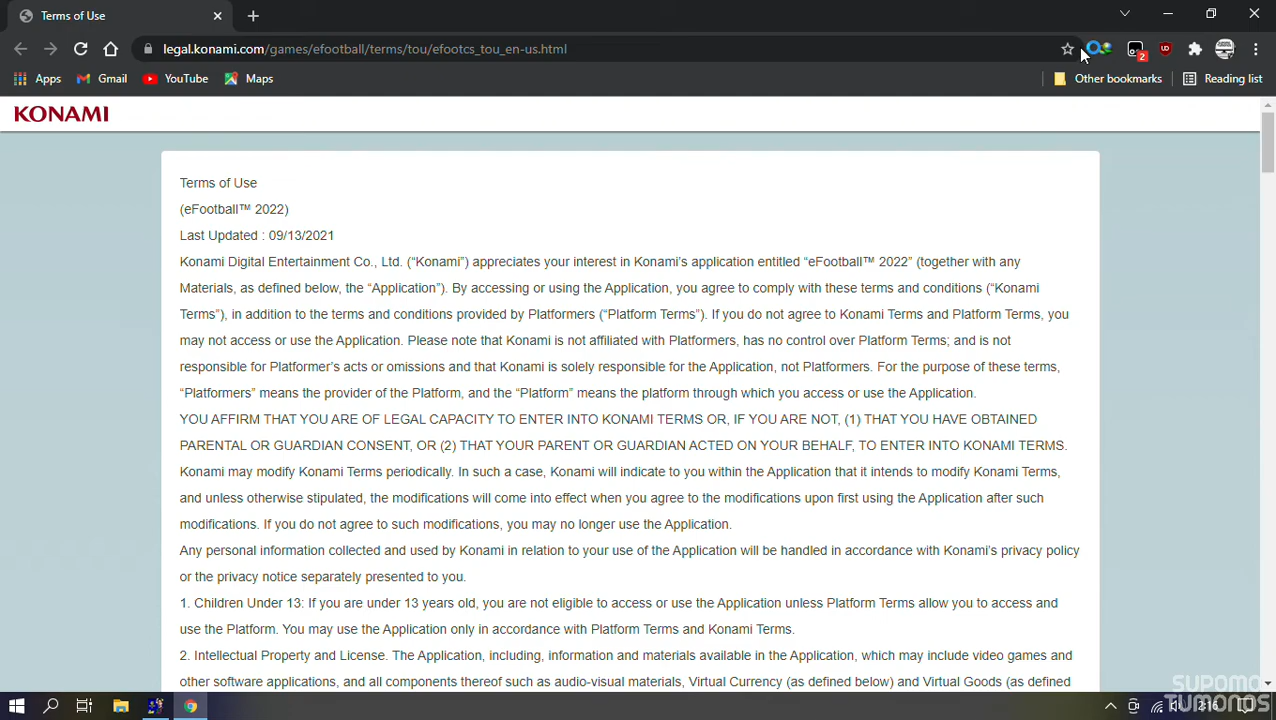 Terms of Use
legal.konami.com/games/efootball/terms/tou/efootcs_tou_en-us.html
2
Apps
Gmail
YouTube
Maps
Other bookmarks
Reading list
KONAMI
Terms of Use
(eFootball™ 2022)
Last Updated : 09/13/2021
Konami Digital Entertainment Co., Ltd. (“Konami”) appreciates your interest in Konami’s application entitled “eFootball™ 2022” (together with any
Materials, as defined below, the “Application”). By accessing or using the Application, you agree to comply with these terms and conditions (“Konami
Terms”), in addition to the terms and conditions provided by Platformers (“Platform Terms”). If you do not agree to Konami Terms and Platform Terms, you
may not access or use the Application. Please note that Konami is not affiliated with Platformers, has no control over Platform Terms; and is not
responsible for Platformer’s acts or omissions and that Konami is solely responsible for the Application, not Platformers. For the purpose of these terms,
“Platformers” means the provider of the Platform, and the “Platform” means the platform through which you access or use the Application.
YOU AFFIRM THAT YOU ARE OF LEGAL CAPACITY TO ENTER INTO KONAMI TERMS OR, IF YOU ARE NOT, (1) THAT YOU HAVE OBTAINED
PARENTAL OR GUARDIAN CONSENT, OR (2) THAT YOUR PARENT OR GUARDIAN ACTED ON YOUR BEHALF, TO ENTER INTO KONAMI TERMS.
Konami may modify Konami Terms periodically. In such a case, Konami will indicate to you within the Application that it intends to modify Konami Terms,
and unless otherwise stipulated, the modifications will come into effect when you agree to the modifications upon first using the Application after such
modifications. If you do not agree to such modifications, you may no longer use the Application.
Any personal information collected and used by Konami in relation to your use of the Application will be handled in accordance with Konami’s privacy policy
or the privacy notice separately presented to you.
1. Children Under 13: If you are under 13 years old, you are not eligible to access or use the Application unless Platform Terms allow you to access and
use the Platform. You may use the Application only in accordance with Platform Terms and Konami Terms.
2. Intellectual Property and License. The Application, including, information and materials available in the Application, which may include video games and
other software applications, and all components thereof such as audio-visual materials, Virtual Currency (as defined below) and Virtual Goods (as defined
SUPOMO
TUMONDS
2:16